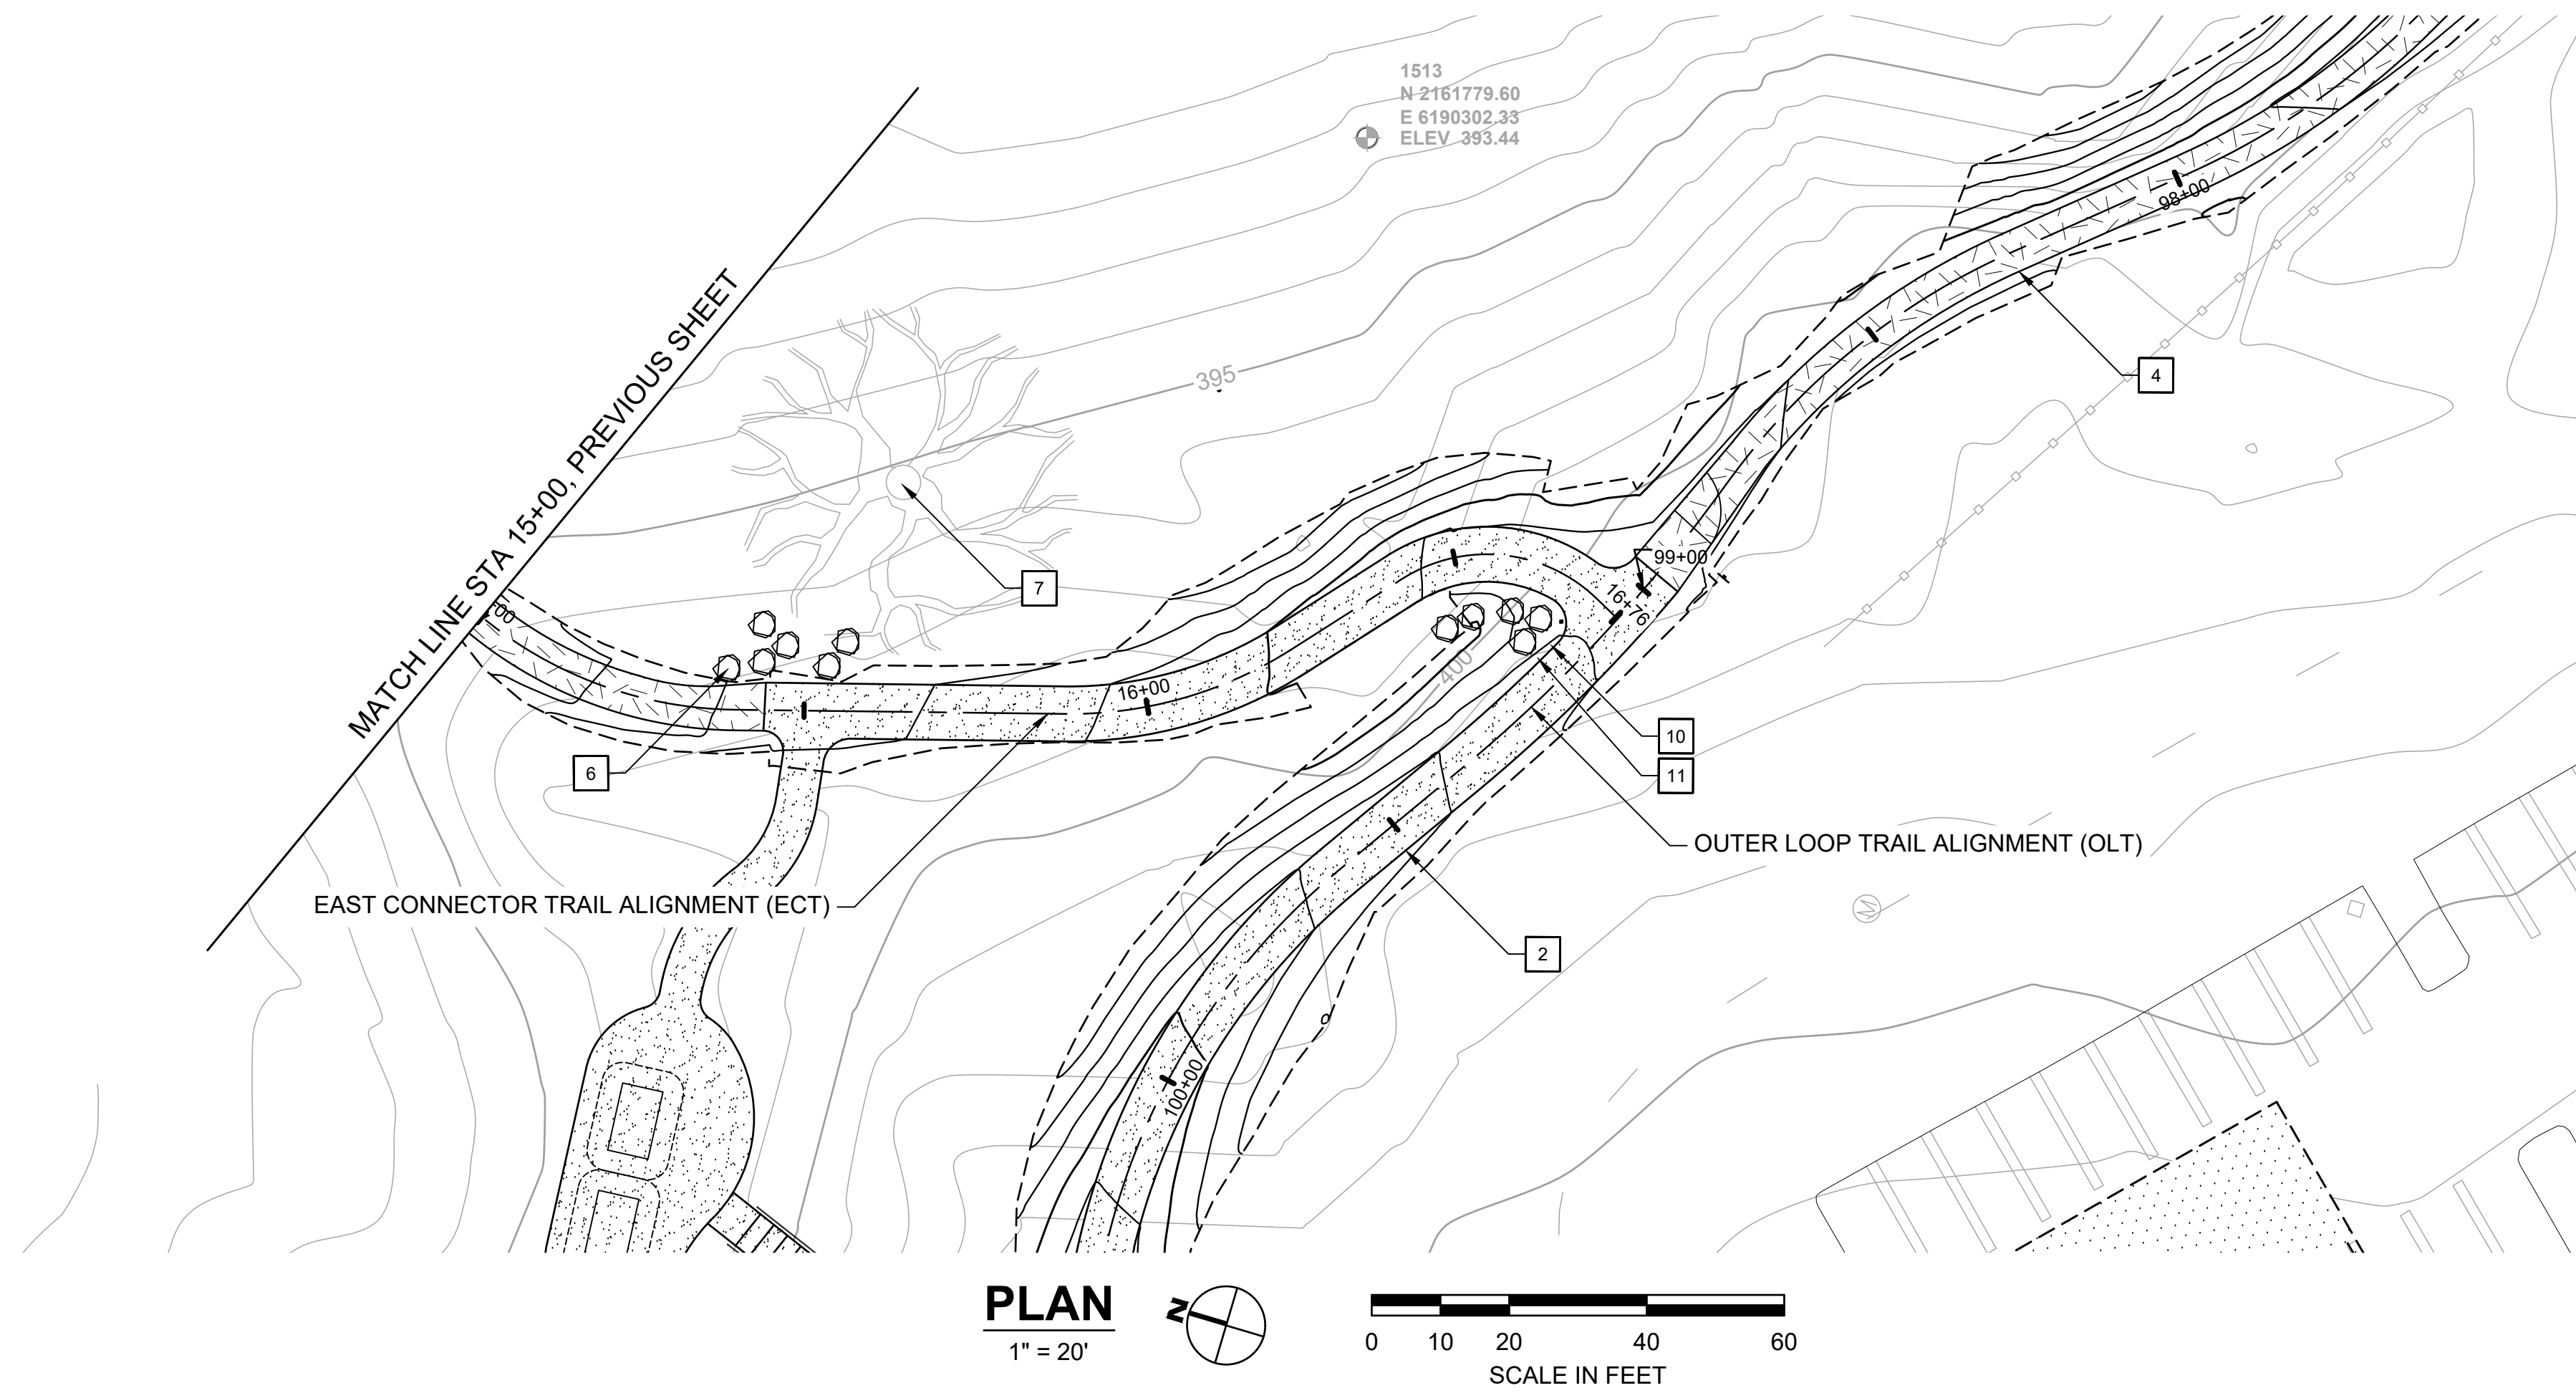 1513
N 2161779.60
E 6190302.33
ELEV 393.44
98+00
MATCH LINE STA 15+00, PREVIOUS SHEET
395
4
7
99+00
16+76
+00
400
16+00
6
10
11
OUTER LOOP TRAIL ALIGNMENT (OLT)
EAST CONNECTOR TRAIL ALIGNMENT (ECT)
M
2
100+00
PLAN
1" = 20'
N
0 10 20 40 60
SCALE IN FEET